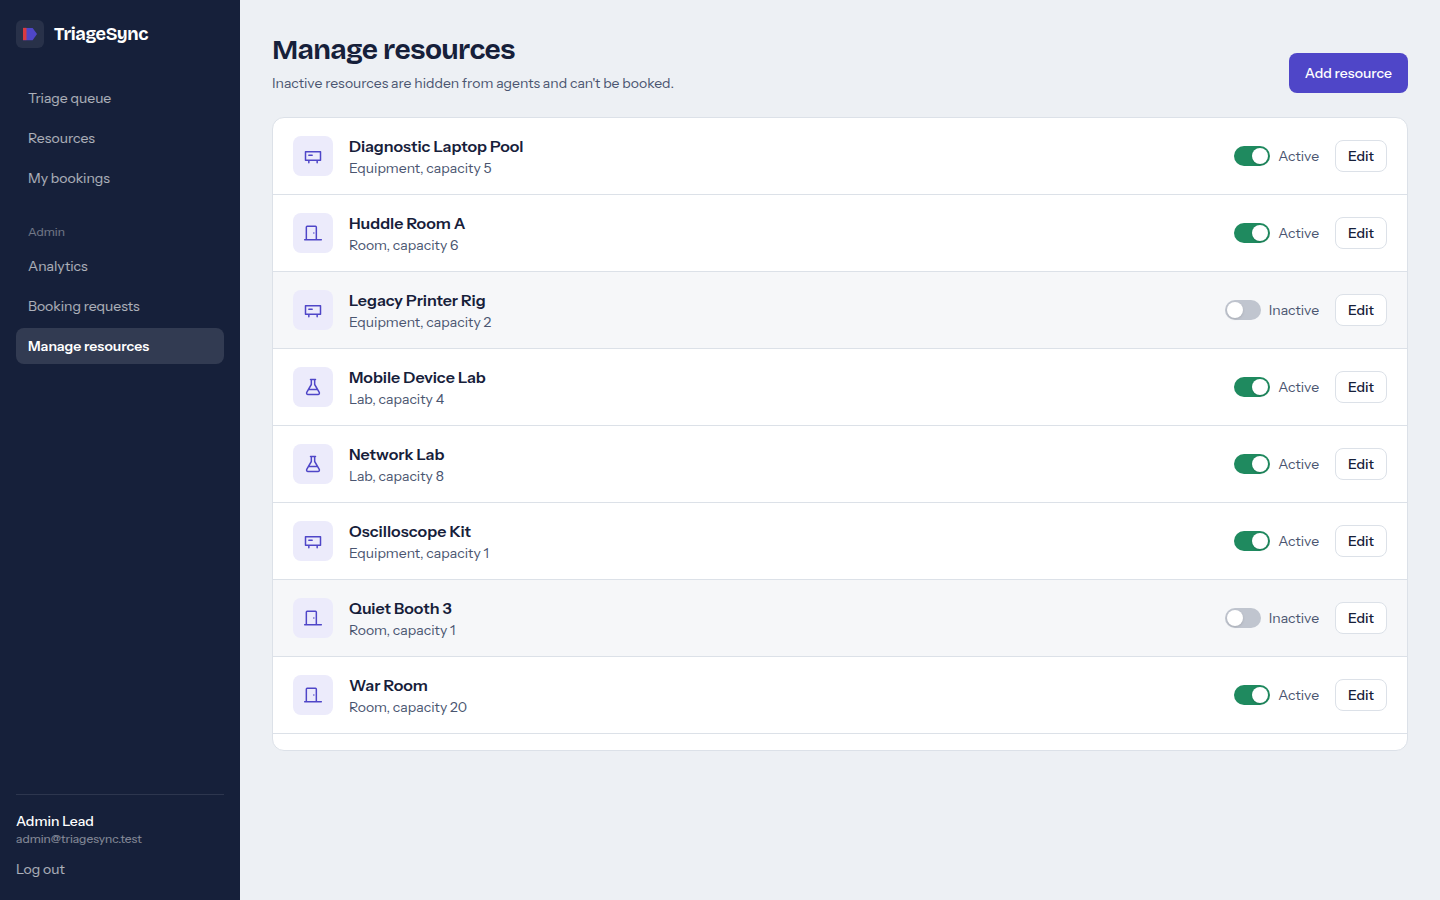 TriageSync
Triage queue
Resources
My bookings
Admin
Analytics
Booking requests
Manage resources
Admin Lead
admin@triagesync.test
Log out
Manage resources
Inactive resources are hidden from agents and can't be booked.
Add resource
Diagnostic Laptop Pool
Equipment, capacity 5
Active
Edit
Huddle Room A
Room, capacity 6
Active
Edit
Legacy Printer Rig
Equipment, capacity 2
Inactive
Edit
Mobile Device Lab
Lab, capacity 4
Active
Edit
Network Lab
Lab, capacity 8
Active
Edit
Oscilloscope Kit
Equipment, capacity 1
Active
Edit
Quiet Booth 3
Room, capacity 1
Inactive
Edit
War Room
Room, capacity 20
Active
Edit